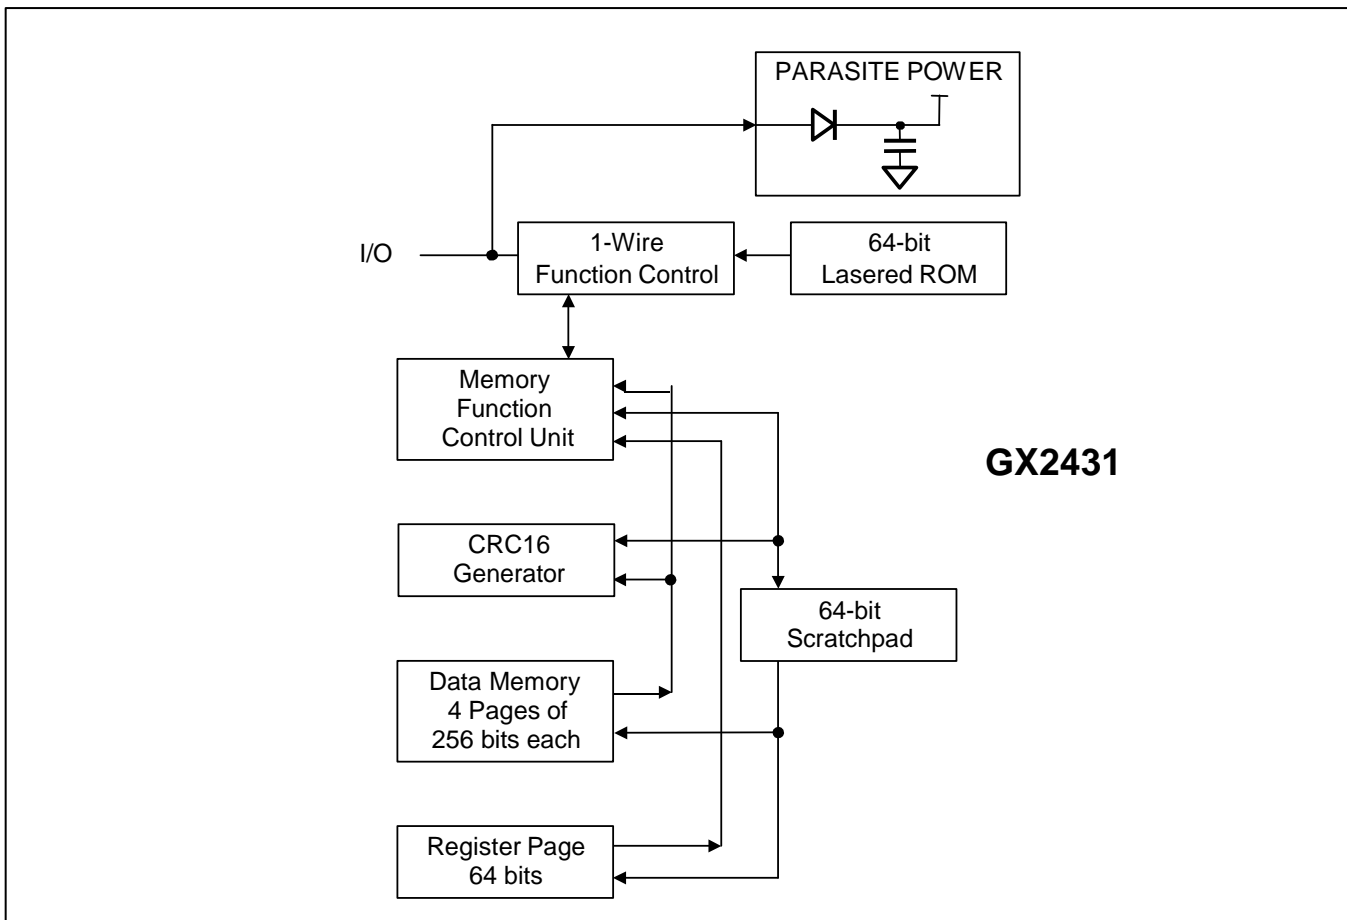 PARASITE POWER
I/O
1-Wire
Function Control
64-bit
Lasered ROM
Memory
Function
Control Unit
GX2431
CRC16
Generator
64-bit
Scratchpad
Data Memory
4 Pages of
256 bits each
Register Page
64 bits